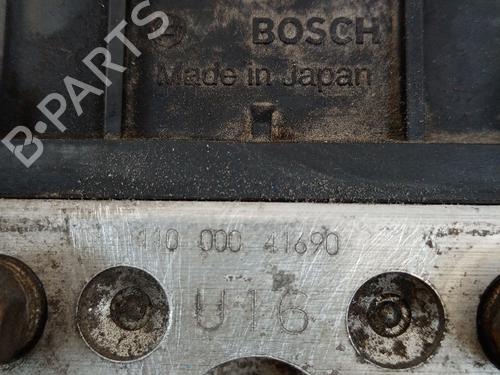 BOSCH
Made in Japan
B-parts
110 000 41690
U16